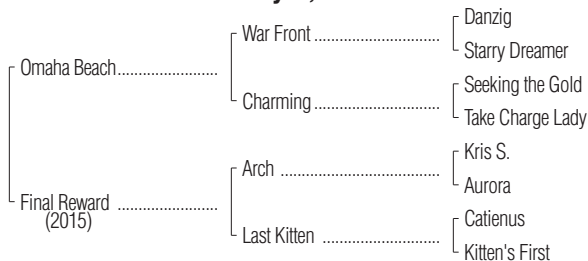 War Front
Danzig
Starry Dreamer
Omaha Beach
Charming
Seeking the Gold
Take Charge Lady
Final Reward
(2015)
Arch
Kris S.
Aurora
Last Kitten
Catienus
Kitten's First